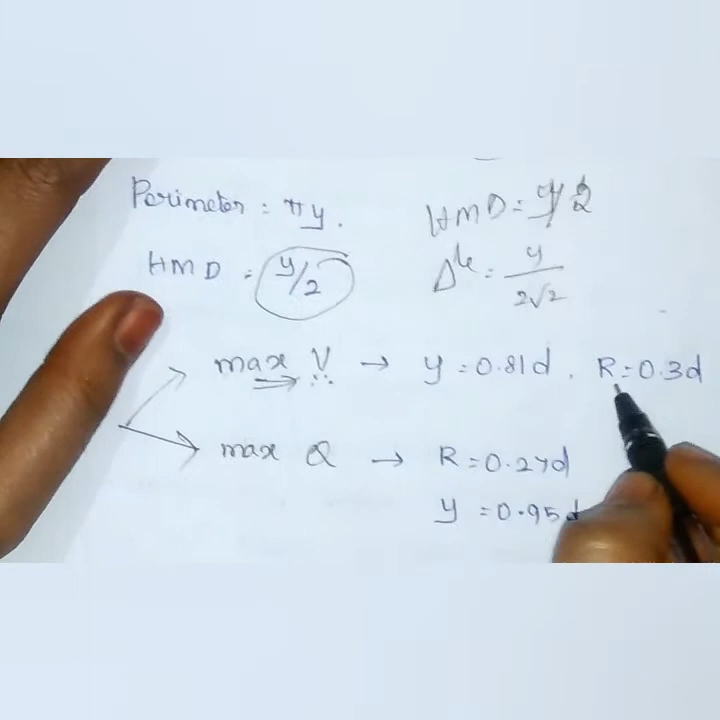 Perimeter = πy.
HMD = y/2
HMD = y/2
Δle = y/2√2
max V → y = 0.81d, R = 0.3d
max Q → R = 0.27d
y = 0.95d